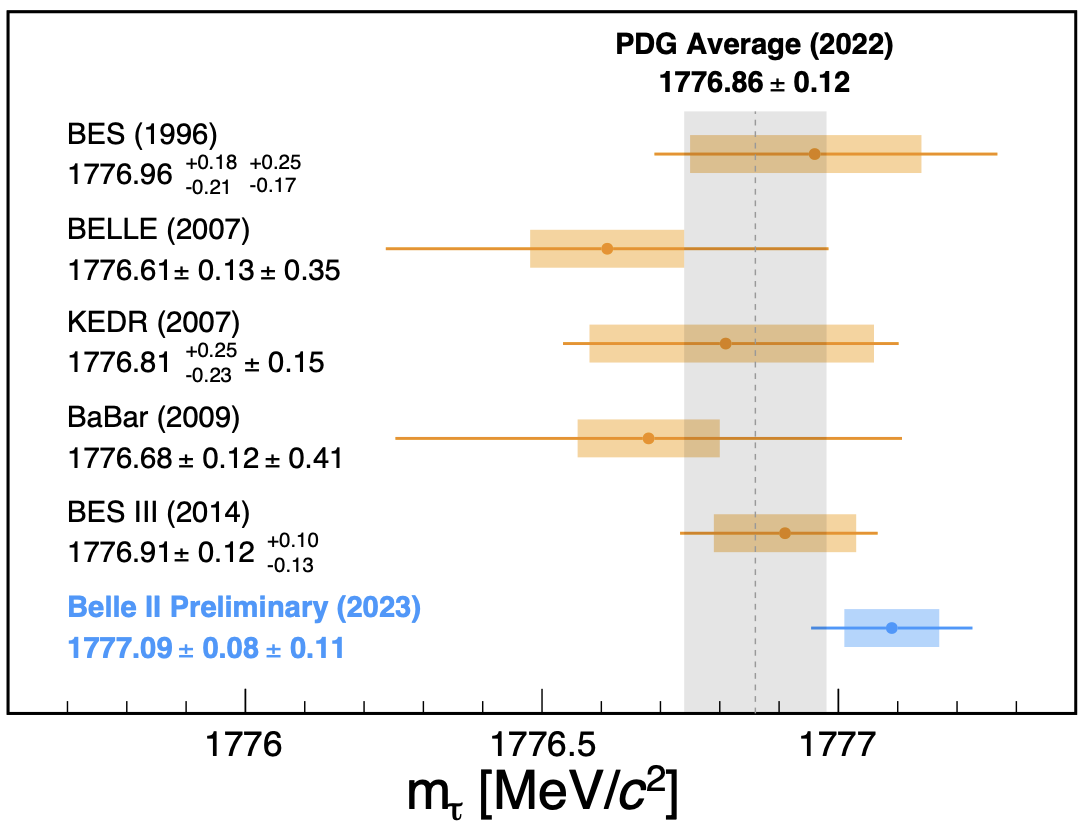 PDG Average (2022)
1776.86 ± 0.12
BES (1996)
1776.96 +0.18 -0.21 +0.25 -0.17
BELLE (2007)
1776.61± 0.13 ± 0.35
KEDR (2007)
1776.81 +0.25 -0.23 ± 0.15
BaBar (2009)
1776.68 ± 0.12 ± 0.41
BES III (2014)
1776.91± 0.12 +0.10 -0.13
Belle II Preliminary (2023)
1777.09 ± 0.08 ± 0.11
1776 1776.5 1777
mτ [MeV/c²]